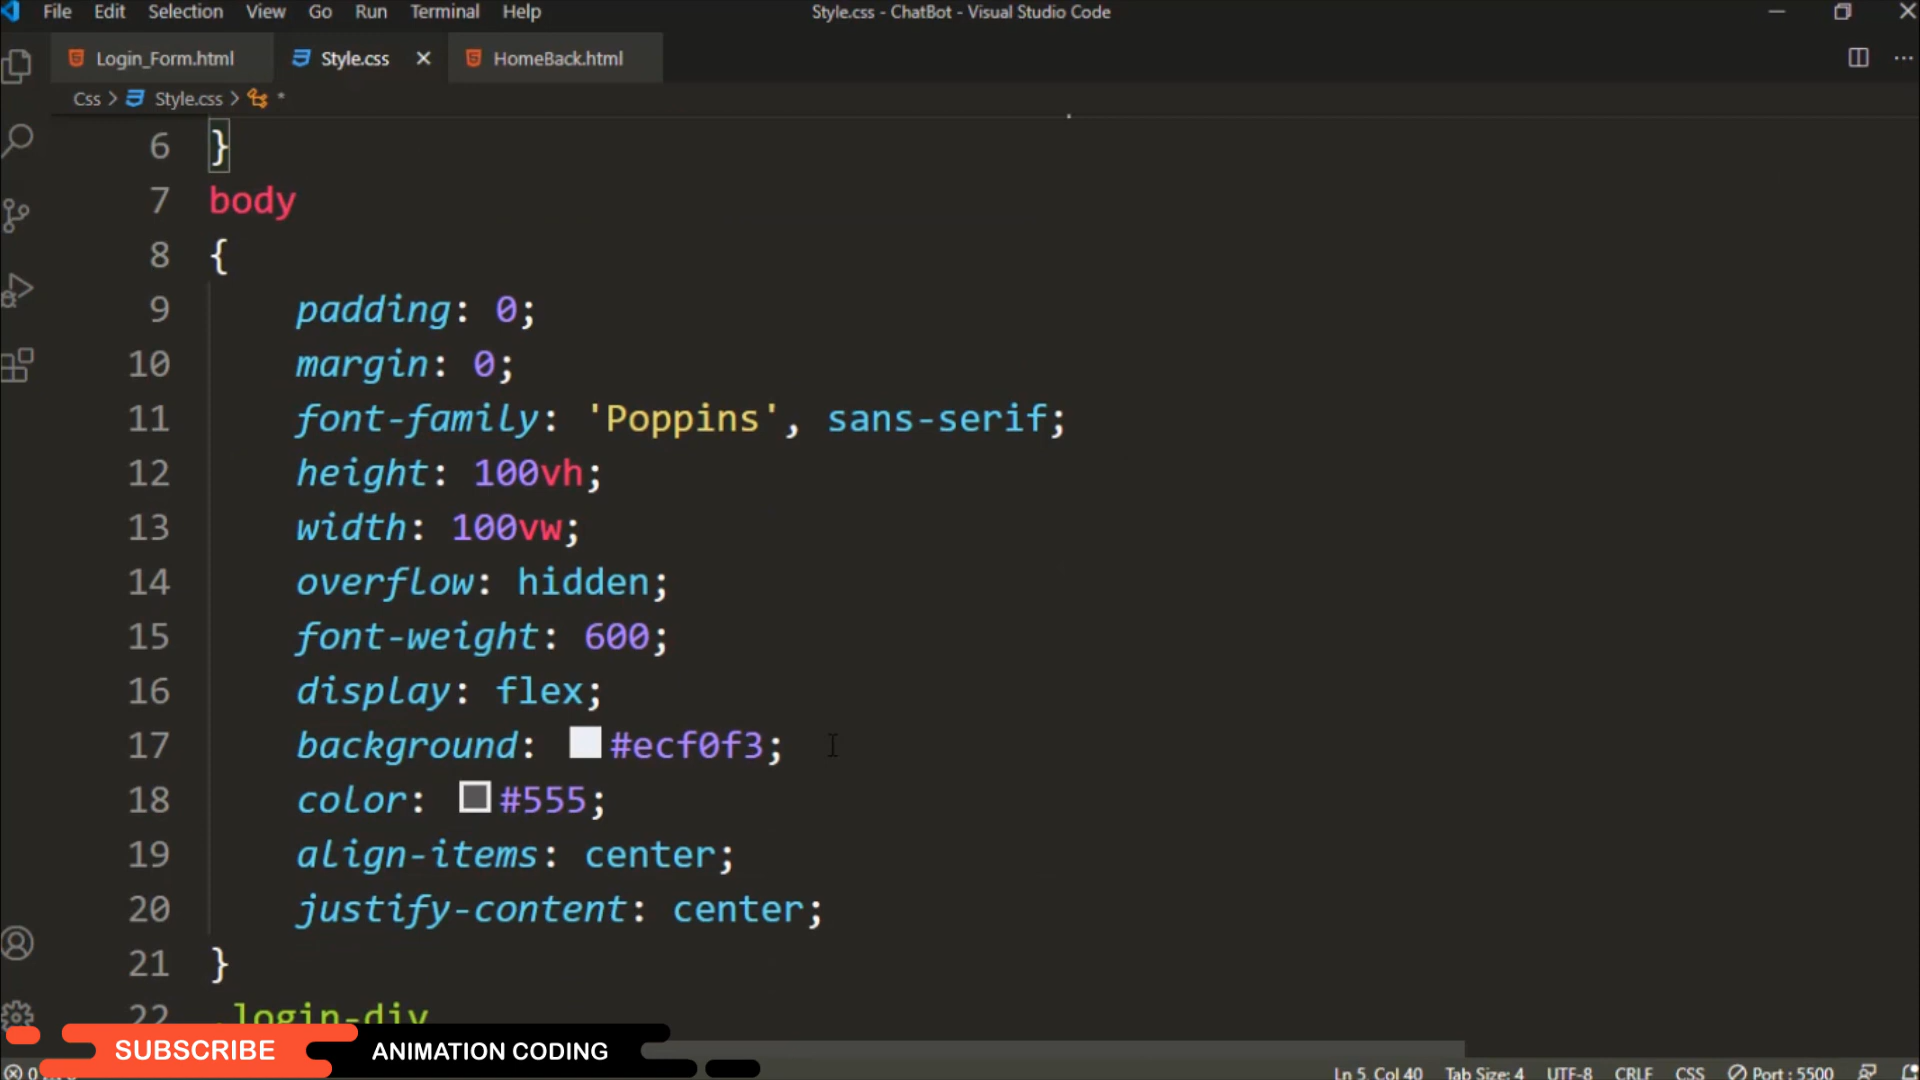 File Edit Selection View Go Run Terminal Help Style.css - ChatBot - Visual Studio Code
Login_Form.html Style.css HomeBack.html
Css > Style.css > *
6 }
7 body
8 {
9 padding: 0;
10 margin: 0;
11 font-family: 'Poppins', sans-serif;
12 height: 100vh;
13 width: 100vw;
14 overflow: hidden;
15 font-weight: 600;
16 display: flex;
17 background: #ecf0f3;
18 color: #555;
19 align-items: center;
20 justify-content: center;
21 }
22 .login-div
SUBSCRIBE ANIMATION CODING
0 Ln 5, Col 40 Tab Size: 4 UTF-8 CRLF CSS Port : 5500